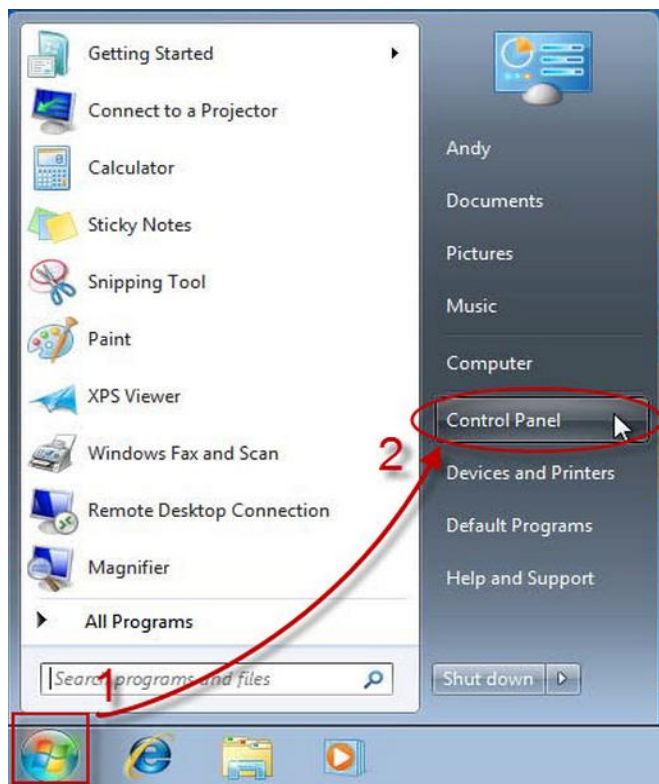 Getting Started
Connect to a Projector
Calculator
Sticky Notes
Snipping Tool
Paint
XPS Viewer
Windows Fax and Scan
Remote Desktop Connection
Magnifier
All Programs
Search programs and files
1
Andy
Documents
Pictures
Music
Computer
Control Panel
2
Devices and Printers
Default Programs
Help and Support
Shut down